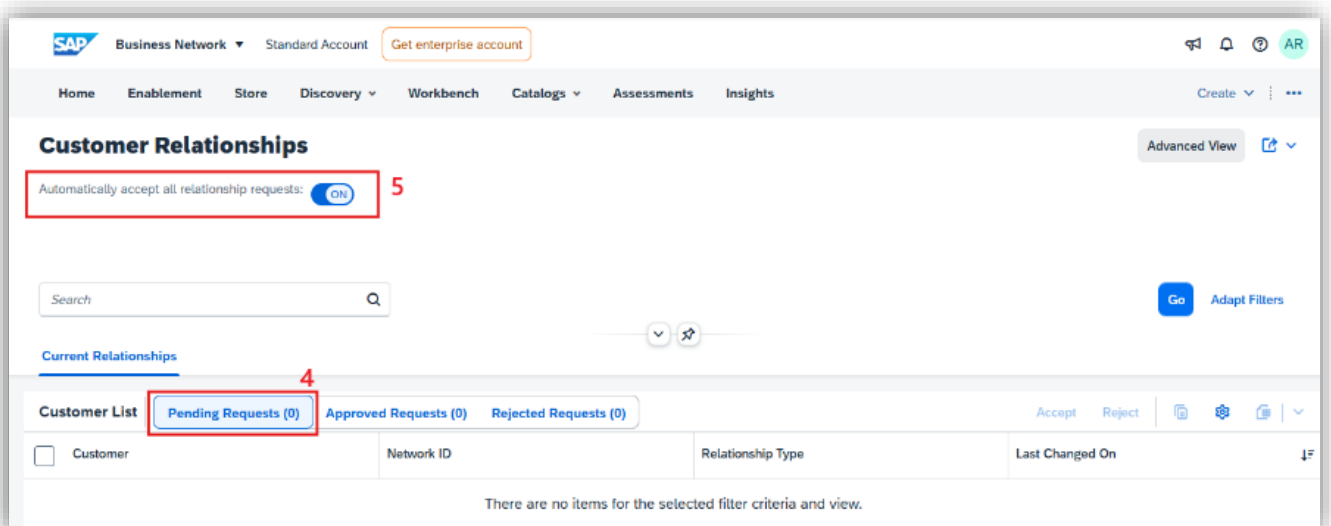 SAP Business Network Standard Account Get enterprise account AR
Home Enablement Store Discovery Workbench Catalogs Assessments Insights Create
Customer Relationships Advanced View
Automatically accept all relationship requests: ON 5
Search Go Adapt Filters
Current Relationships
4
Customer List Pending Requests (0) Approved Requests (0) Rejected Requests (0) Accept Reject
Customer Network ID Relationship Type Last Changed On
There are no items for the selected filter criteria and view.